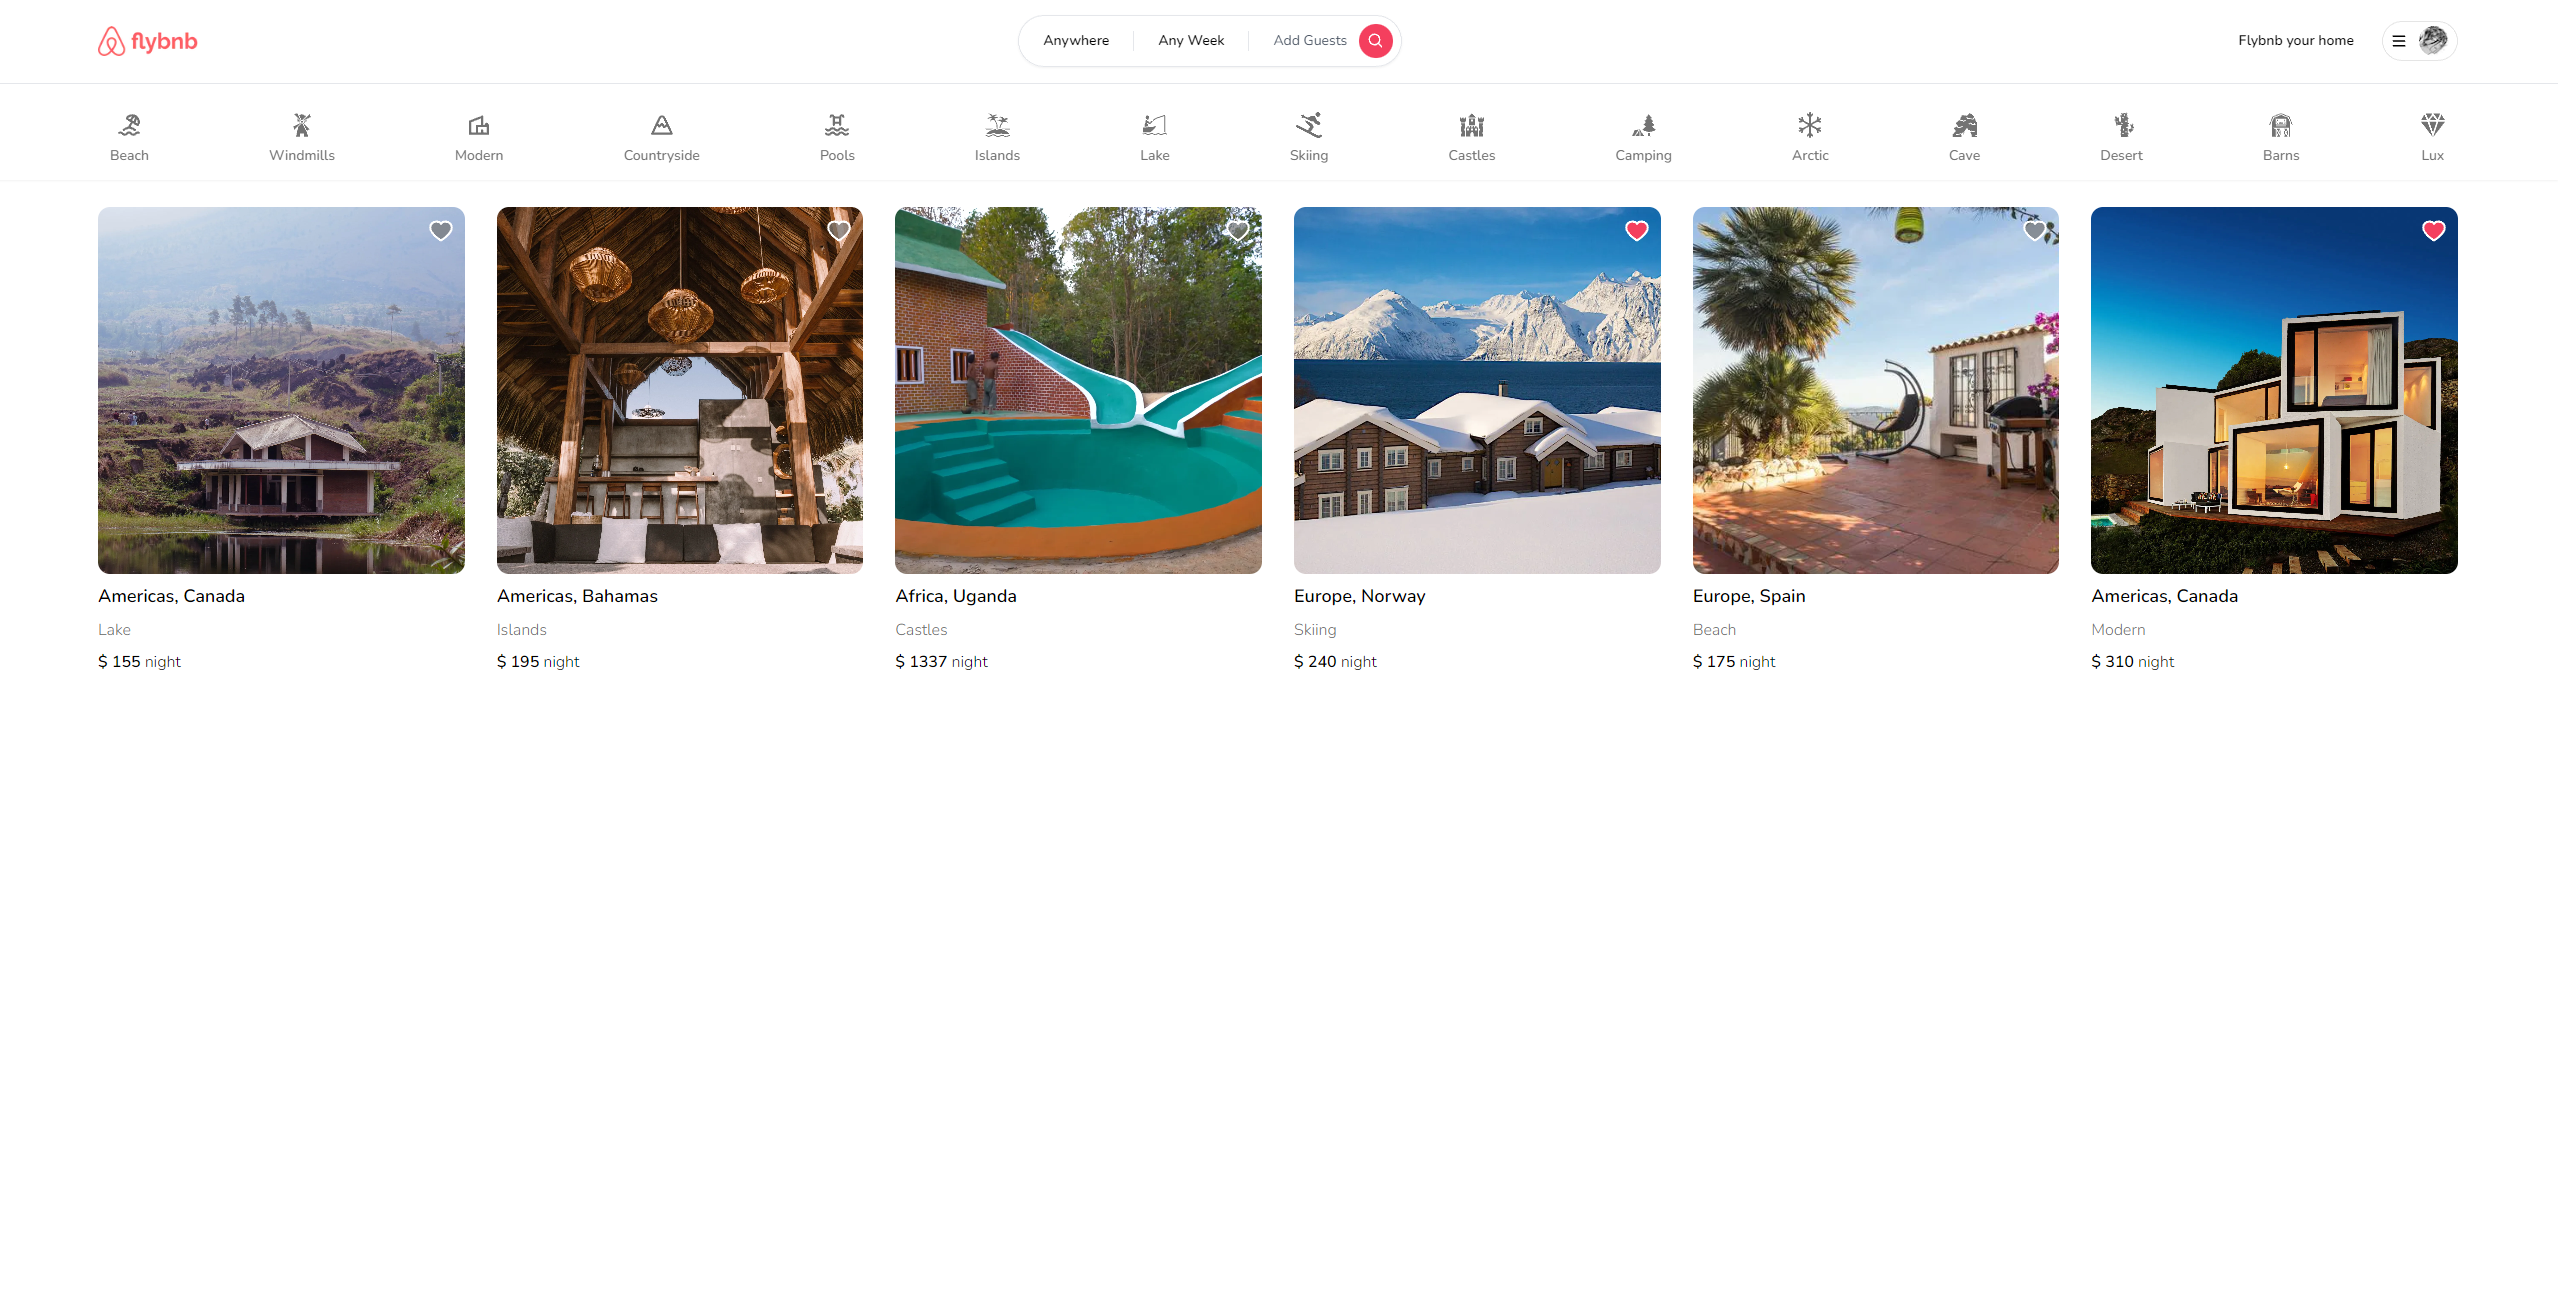 flybnb
Anywhere
Any Week
Add Guests
Flybnb your home
Beach
Windmills
Modern
Countryside
Pools
Islands
Lake
Skiing
Castles
Camping
Arctic
Cave
Desert
Barns
Lux
Americas, Canada
Lake
$ 155 night
Americas, Bahamas
Islands
$ 195 night
Africa, Uganda
Castles
$ 1337 night
Europe, Norway
Skiing
$ 240 night
Europe, Spain
Beach
$ 175 night
Americas, Canada
Modern
$ 310 night